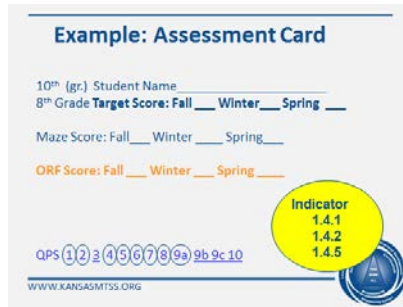 Example: Assessment Card
10th (gr.) Student Name____________________
8th Grade Target Score: Fall ___ Winter___ Spring ___
Maze Score: Fall___ Winter ____ Spring___
ORF Score: Fall ___ Winter ___ Spring ____
Indicator
1.4.1
1.4.2
1.4.5
QPS 1 2 3 4 5 6 7 8 9a 9b 9c 10
WWW.KANSASMTSS.ORG